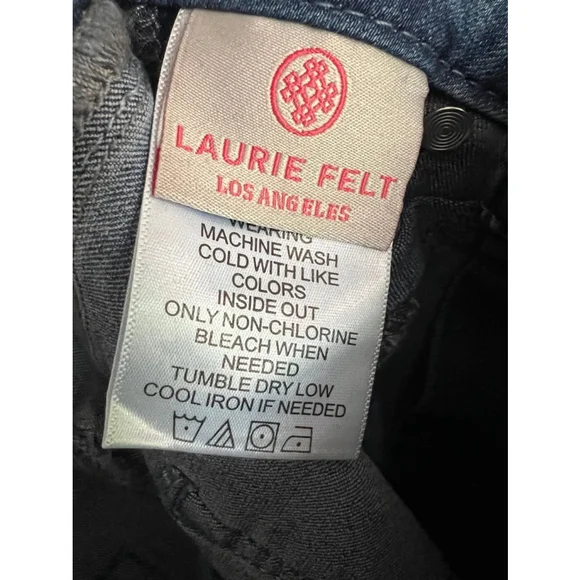 LAURIE FELT
LOS ANGELES
WEARING
MACHINE WASH
COLD WITH LIKE
COLORS
INSIDE OUT
ONLY NON-CHLORINE
BLEACH WHEN
NEEDED
TUMBLE DRY LOW
COOL IRON IF NEEDED